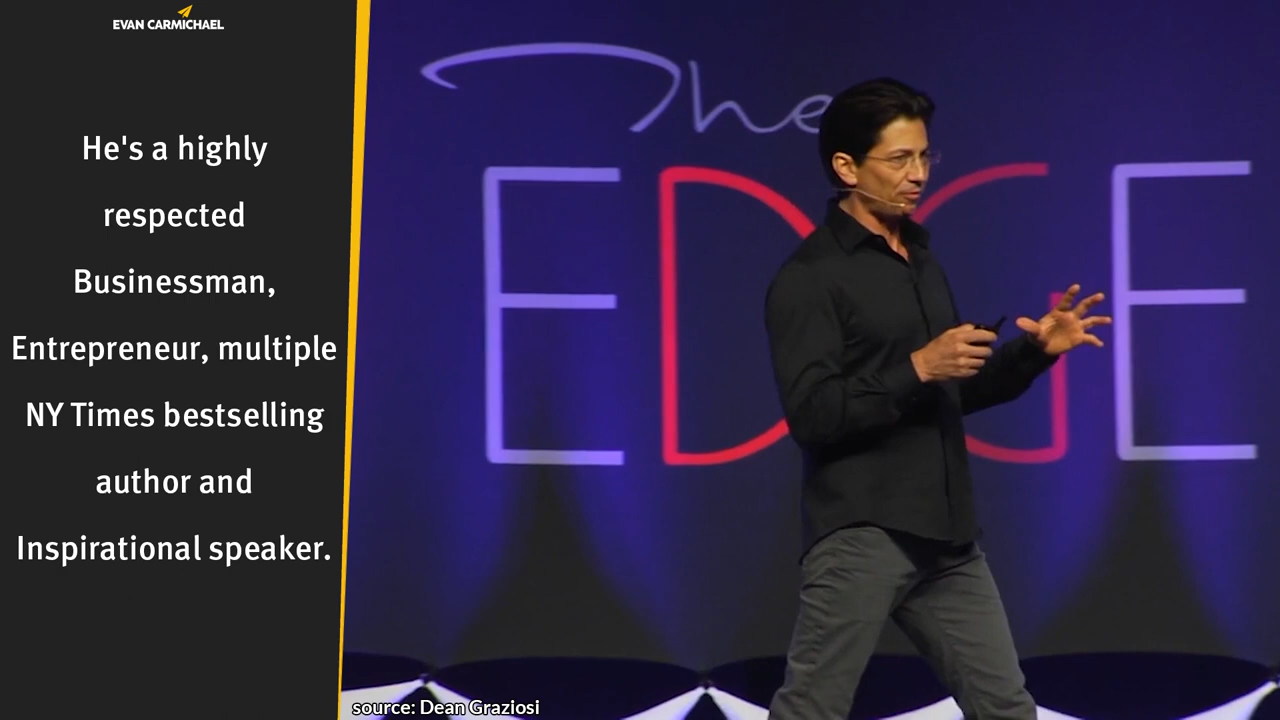 EVAN CARMICHAEL
He's a highly
respected
Businessman,
Entrepreneur, multiple
NY Times bestselling
author and
Inspirational speaker.
The
EDGE
source: Dean Graziosi